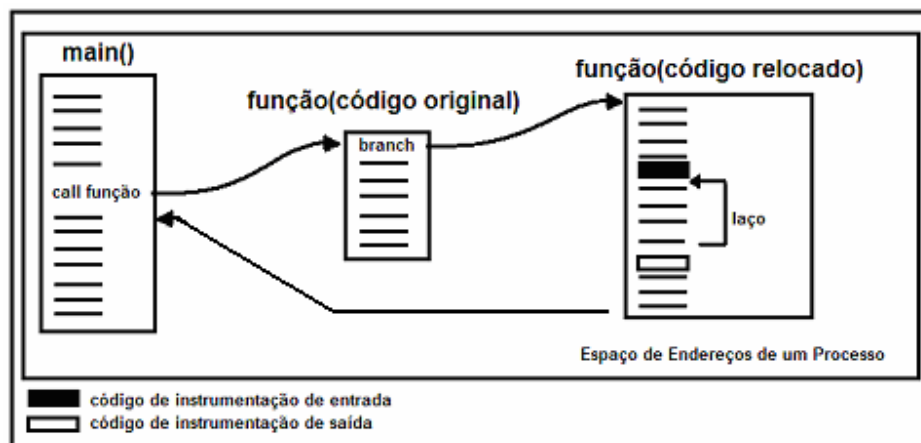 main()
função(código original)
função(código relocado)
branch
call função
laço
Espaço de Endereços de um Processo
código de instrumentação de entrada
código de instrumentação de saída